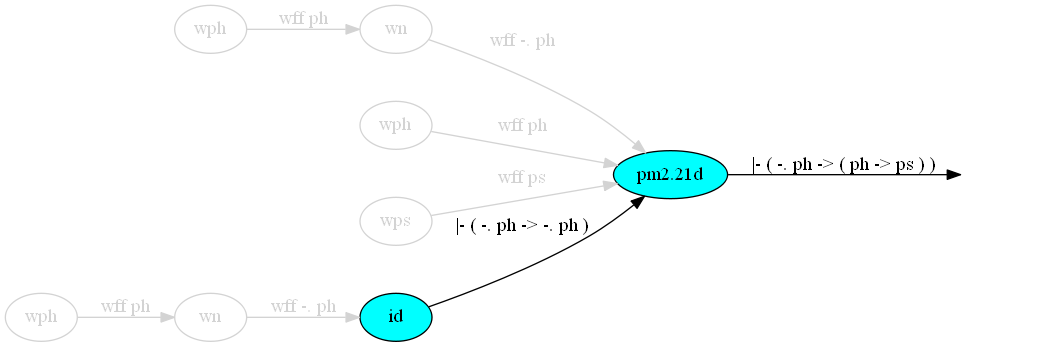 wph
wff ph
wn
wff -. ph
wph
wff ph
wff ps
wps
pm2.21d
|- ( -. ph -> ( ph -> ps ) )
|- ( -. ph -> -. ph )
wph
wff ph
wn
wff -. ph
id